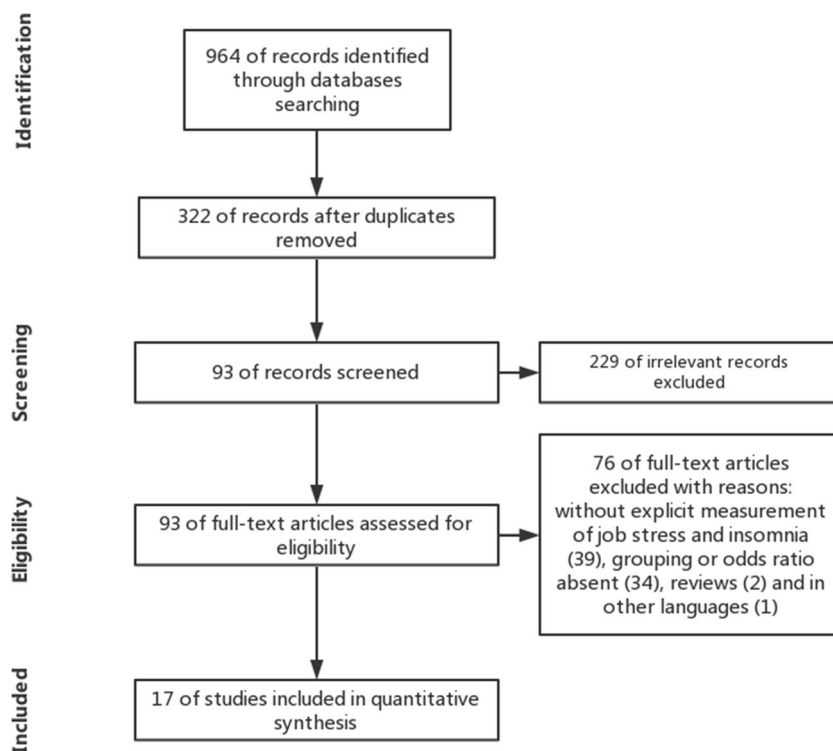 Identification
964 of records identified
through databases
searching
322 of records after duplicates
removed
Screening
93 of records screened
229 of irrelevant records
excluded
Eligibility
93 of full-text articles assessed for
eligibility
76 of full-text articles
excluded with reasons:
without explicit measurement
of job stress and insomnia
(39), grouping or odds ratio
absent (34), reviews (2) and in
other languages (1)
Included
17 of studies included in quantitative
synthesis